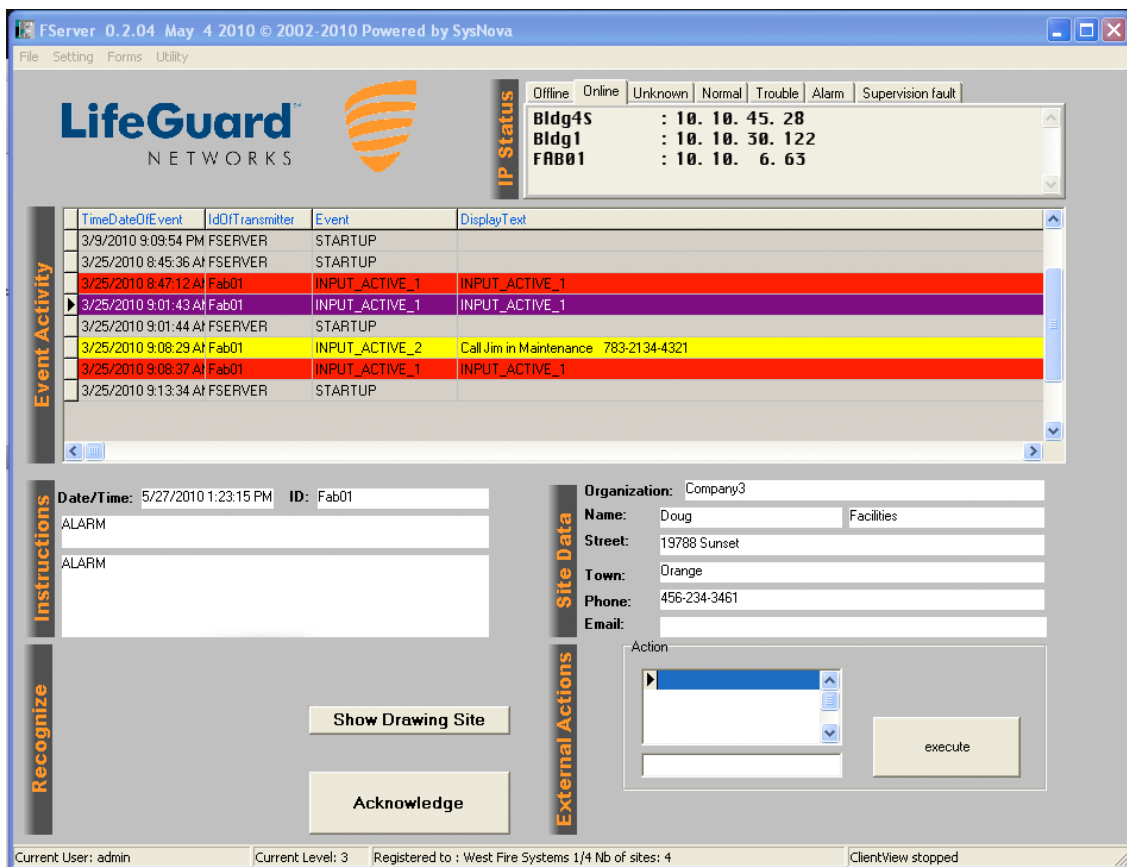 FServer 0.2.04 May 4 2010 © 2002-2010 Powered by SysNova
File Setting Forms Utility
LifeGuard™
NETWORKS
IP Status
Offline Online Unknown Normal Trouble Alarm Supervision fault
Bldg4S : 10. 10. 45. 28
Bldg1 : 10. 10. 30. 122
FAB01 : 10. 10. 6. 63
Event Activity
TimeDateOfEvent IdOfTransmitter Event DisplayText
3/9/2010 9:09:54 PM FSERVER STARTUP
3/25/2010 8:45:36 AM FSERVER STARTUP
3/25/2010 8:47:12 AM Fab01 INPUT_ACTIVE_1 INPUT_ACTIVE_1
3/25/2010 9:01:43 AM Fab01 INPUT_ACTIVE_1 INPUT_ACTIVE_1
3/25/2010 9:01:44 AM FSERVER STARTUP
3/25/2010 9:08:29 AM Fab01 INPUT_ACTIVE_2 Call Jim in Maintenance 783-2134-4321
3/25/2010 9:08:37 AM Fab01 INPUT_ACTIVE_1 INPUT_ACTIVE_1
3/25/2010 9:13:34 AM FSERVER STARTUP
Instructions
Date/Time: 5/27/2010 1:23:15 PM ID: Fab01
ALARM
ALARM
Site Data
Organization: Company3
Name: Doug Facilities
Street: 19788 Sunset
Town: Orange
Phone: 456-234-3461
Email:
Recognize
Show Drawing Site
Acknowledge
External Actions
Action
execute
Current User: admin Current Level: 3 Registered to : West Fire Systems 1/4 Nb of sites: 4 ClientView stopped